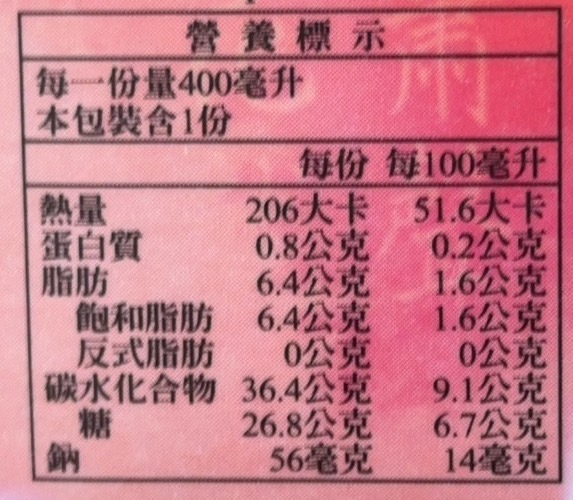 營養標示
每一份量400毫升
本包裝含1份
每份 每100毫升
熱量 206大卡 51.6大卡
蛋白質 0.8公克 0.2公克
脂肪 6.4公克 1.6公克
飽和脂肪 6.4公克 1.6公克
反式脂肪 0公克 0公克
碳水化合物 36.4公克 9.1公克
糖 26.8公克 6.7公克
鈉 56毫克 14毫克